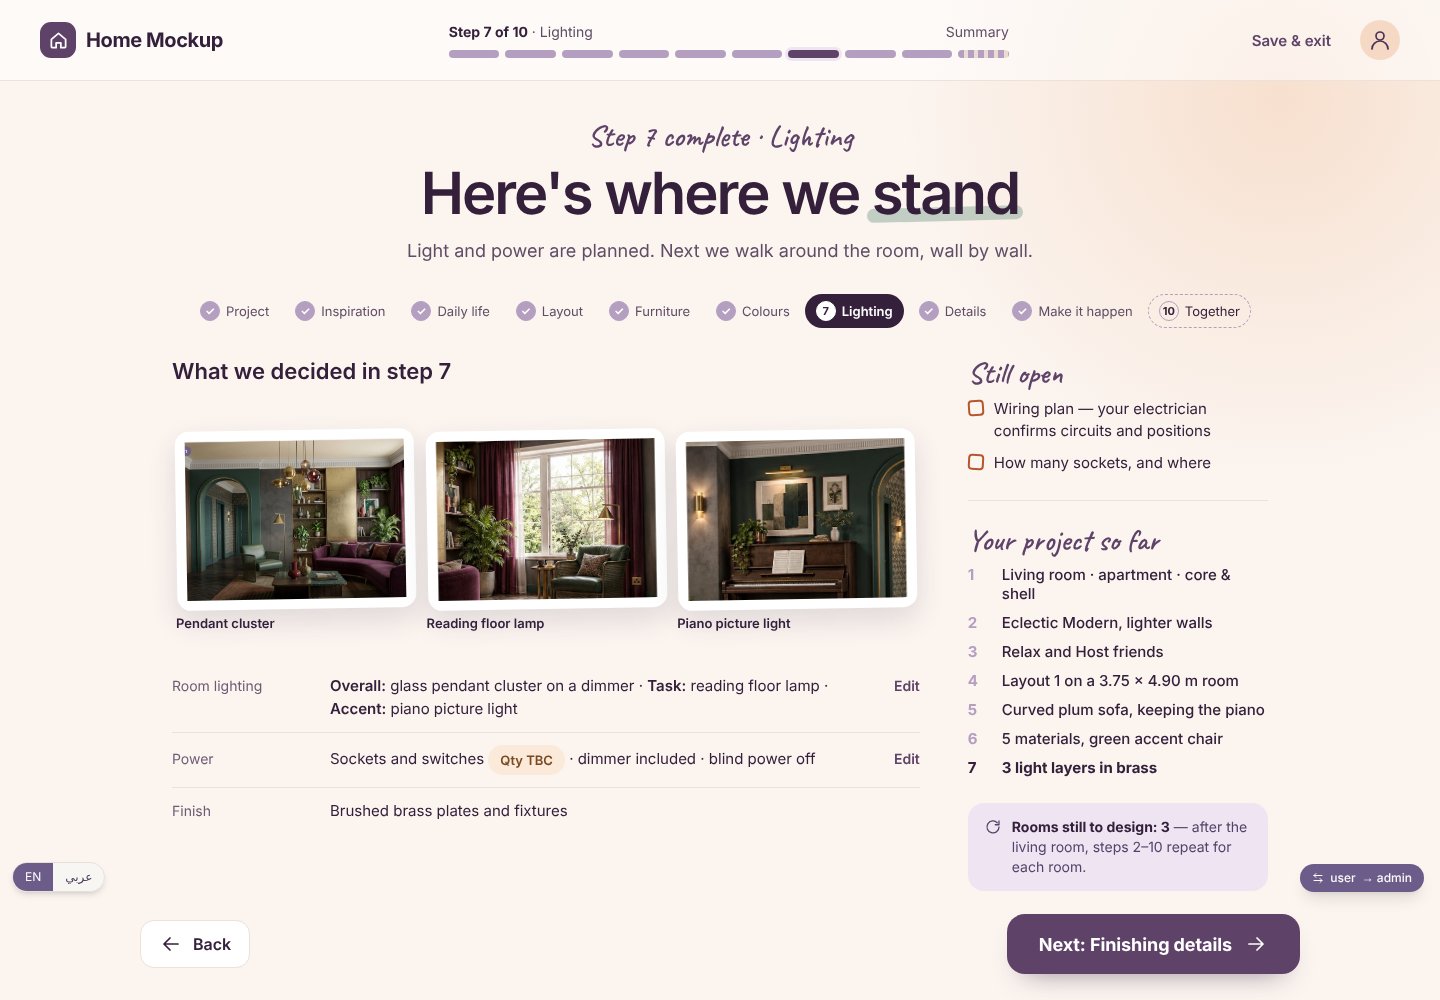 Home Mockup
Step 7 of 10 · Lighting
Summary
Save & exit
Step 7 complete · Lighting
Here's where we stand
Light and power are planned. Next we walk around the room, wall by wall.
Project
Inspiration
Daily life
Layout
Furniture
Colours
7 Lighting
Details
Make it happen
10 Together
What we decided in step 7
Pendant cluster
Reading floor lamp
Piano picture light
Room lighting
Overall: glass pendant cluster on a dimmer · Task: reading floor lamp ·
Accent: piano picture light
Edit
Power
Sockets and switches Qty TBC · dimmer included · blind power off
Edit
Finish
Brushed brass plates and fixtures
Still open
Wiring plan — your electrician
confirms circuits and positions
How many sockets, and where
Your project so far
1 Living room · apartment · core &
shell
2 Eclectic Modern, lighter walls
3 Relax and Host friends
4 Layout 1 on a 3.75 × 4.90 m room
5 Curved plum sofa, keeping the piano
6 5 materials, green accent chair
7 3 light layers in brass
Rooms still to design: 3 — after the
living room, steps 2–10 repeat for
each room.
EN عربي
⇆ user → admin
← Back
Next: Finishing details →